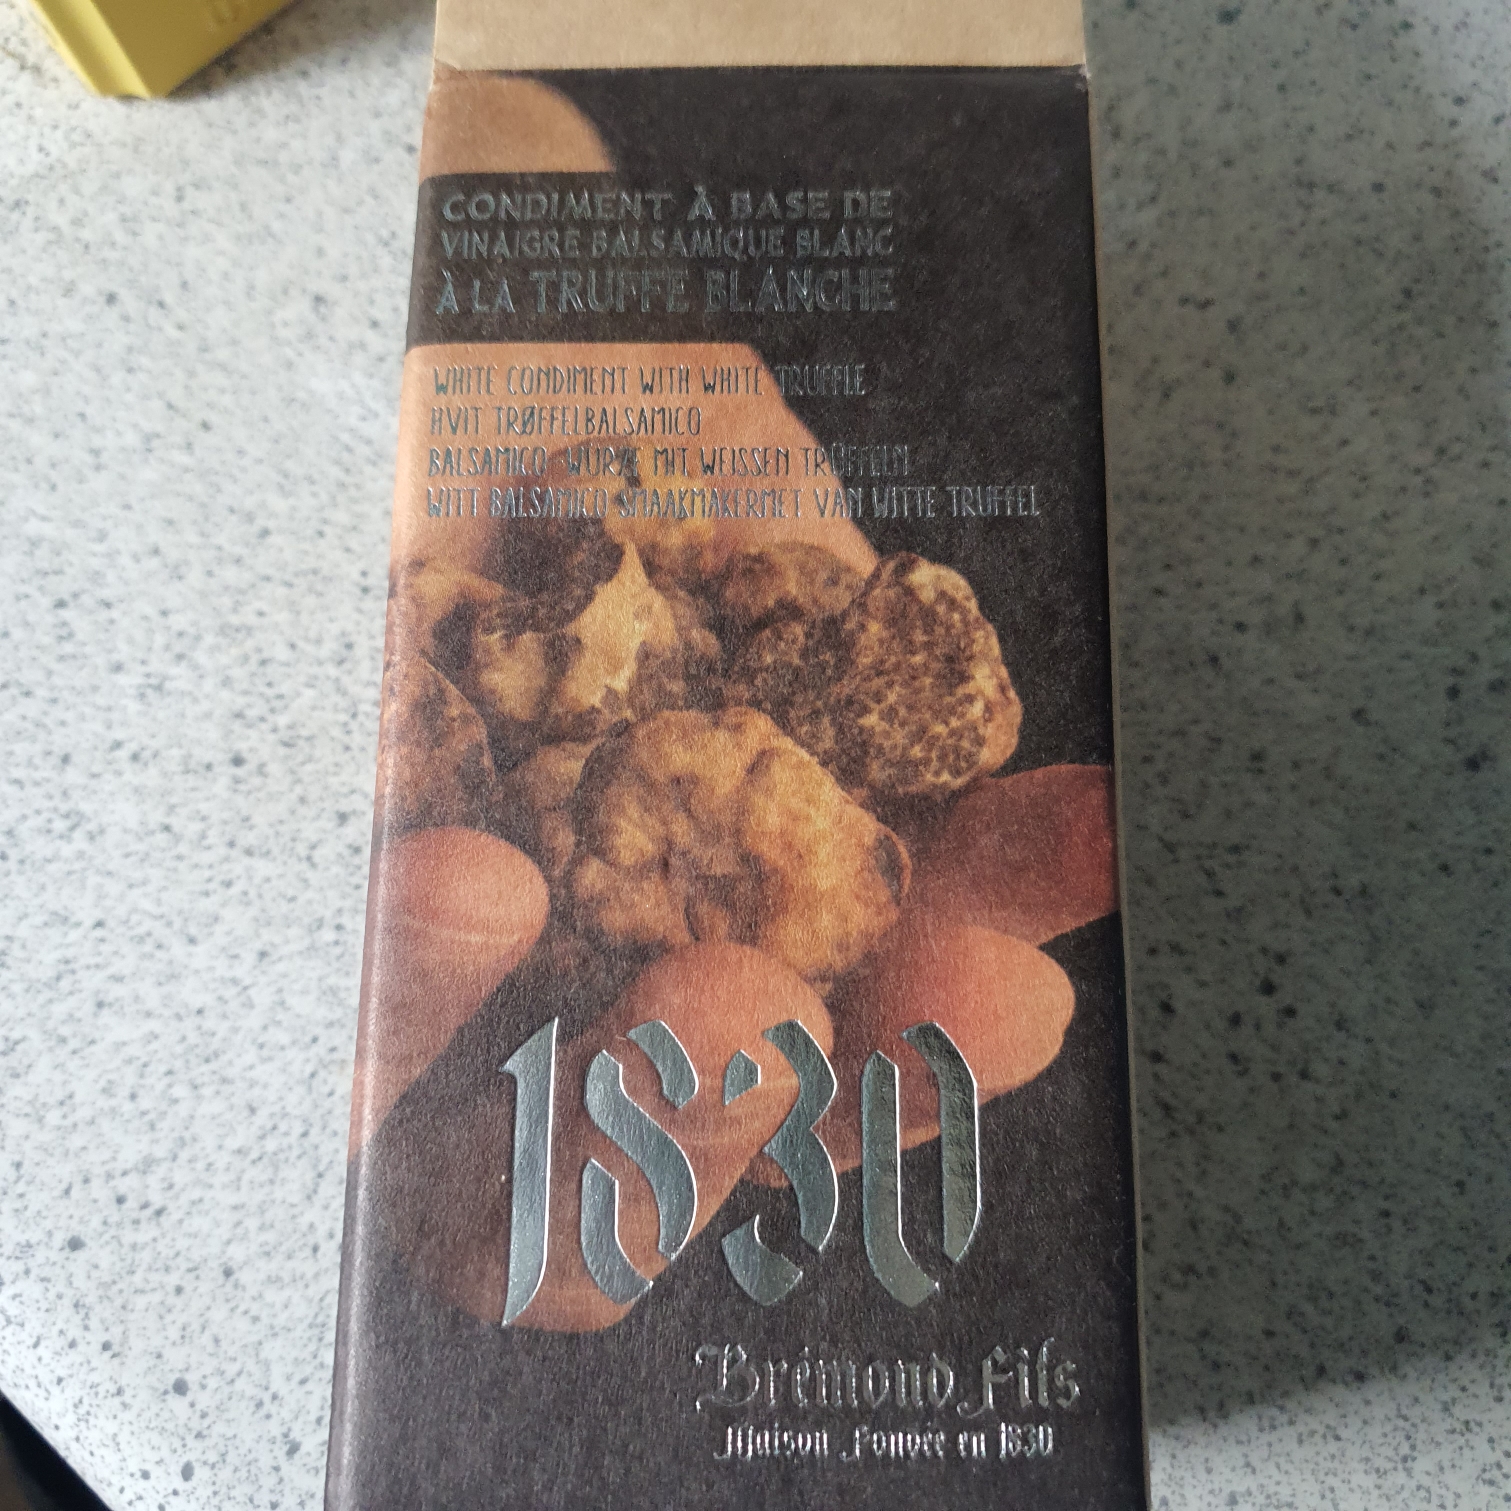 CONDIMENT À BASE DE
VINAIGRE BALSAMIQUE BLANC
À LA TRUFFE BLANCHE
WHITE CONDIMENT WITH WHITE TRUFFLE
HVIT TRØFFELBALSAMICO
BALSAMICO-WÜRZE MIT WEISSEN TRÜFFELN
WITT BALSAMICO SMAAKMAKERMET VAN WITTE TRUFFEL
1830
Brémond Fils
Maison Fondée en 1830